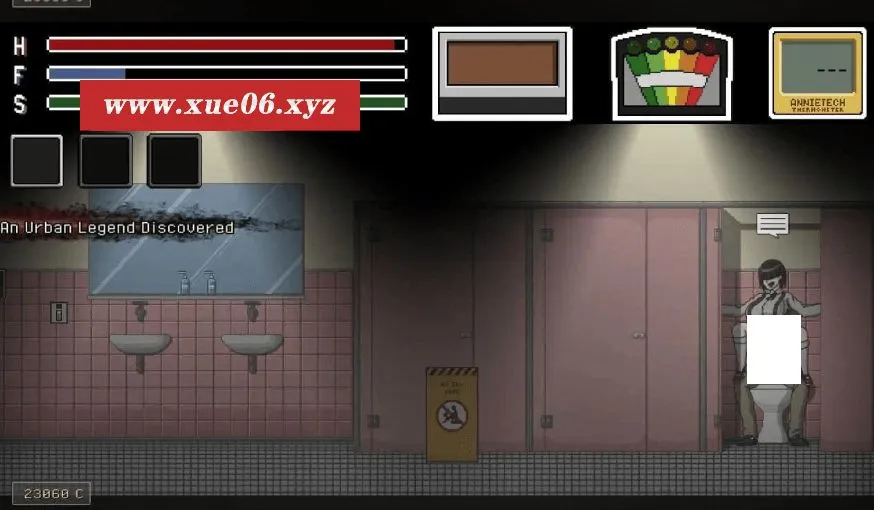 H
F
S
www.xue06.xyz
ANNIETECH
THERMOMETER
An Urban Legend Discovered
23060 C